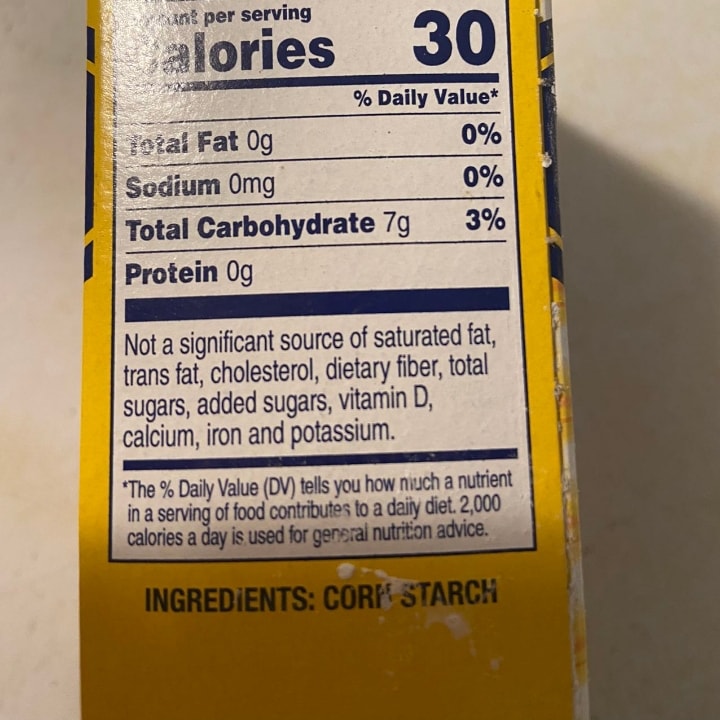 Amount per serving
Calories 30
% Daily Value*
Total Fat 0g 0%
Sodium 0mg 0%
Total Carbohydrate 7g 3%
Protein 0g
Not a significant source of saturated fat,
trans fat, cholesterol, dietary fiber, total
sugars, added sugars, vitamin D,
calcium, iron and potassium.
*The % Daily Value (DV) tells you how much a nutrient
in a serving of food contributes to a daily diet. 2,000
calories a day is used for general nutrition advice.
INGREDIENTS: CORN STARCH